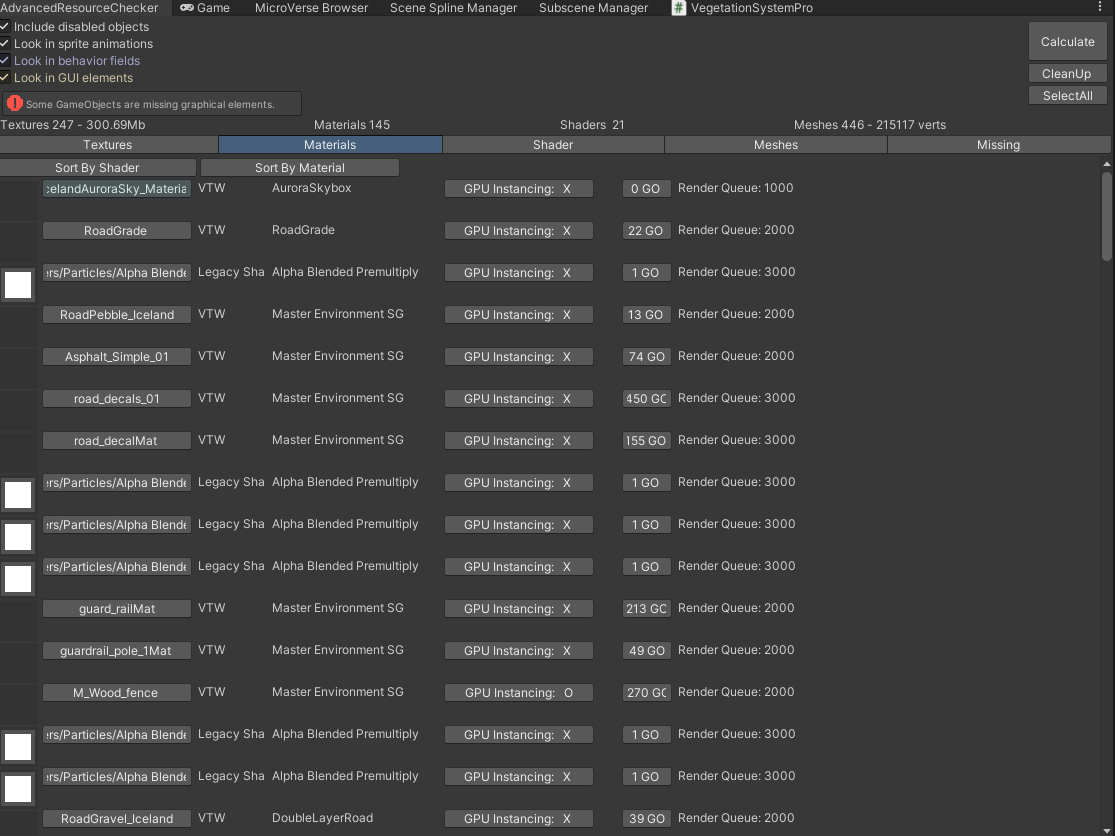 AdvancedResourceChecker Game MicroVerse Browser Scene Spline Manager Subscene Manager # VegetationSystemPro
Include disabled objects
Look in sprite animations
Look in behavior fields
Look in GUI elements
Calculate
CleanUp
SelectAll
Some GameObjects are missing graphical elements.
Textures 247 - 300.69Mb Materials 145 Shaders 21 Meshes 446 - 215117 verts
Textures Materials Shader Meshes Missing
Sort By Shader Sort By Material
celandAuroraSky_Materia VTW AuroraSkybox GPU Instancing: X 0 GO Render Queue: 1000
RoadGrade VTW RoadGrade GPU Instancing: X 22 GO Render Queue: 2000
ers/Particles/Alpha Blende Legacy Sha Alpha Blended Premultiply GPU Instancing: X 1 GO Render Queue: 3000
RoadPebble_Iceland VTW Master Environment SG GPU Instancing: X 13 GO Render Queue: 2000
Asphalt_Simple_01 VTW Master Environment SG GPU Instancing: X 74 GO Render Queue: 2000
road_decals_01 VTW Master Environment SG GPU Instancing: X 450 GO Render Queue: 3000
road_decalMat VTW Master Environment SG GPU Instancing: X 155 GO Render Queue: 3000
ers/Particles/Alpha Blende Legacy Sha Alpha Blended Premultiply GPU Instancing: X 1 GO Render Queue: 3000
ers/Particles/Alpha Blende Legacy Sha Alpha Blended Premultiply GPU Instancing: X 1 GO Render Queue: 3000
ers/Particles/Alpha Blende Legacy Sha Alpha Blended Premultiply GPU Instancing: X 1 GO Render Queue: 3000
guard_railMat VTW Master Environment SG GPU Instancing: X 213 GO Render Queue: 2000
guardrail_pole_1Mat VTW Master Environment SG GPU Instancing: X 49 GO Render Queue: 2000
M_Wood_fence VTW Master Environment SG GPU Instancing: O 270 GO Render Queue: 2000
ers/Particles/Alpha Blende Legacy Sha Alpha Blended Premultiply GPU Instancing: X 1 GO Render Queue: 3000
ers/Particles/Alpha Blende Legacy Sha Alpha Blended Premultiply GPU Instancing: X 1 GO Render Queue: 3000
RoadGravel_Iceland VTW DoubleLayerRoad GPU Instancing: X 39 GO Render Queue: 2000